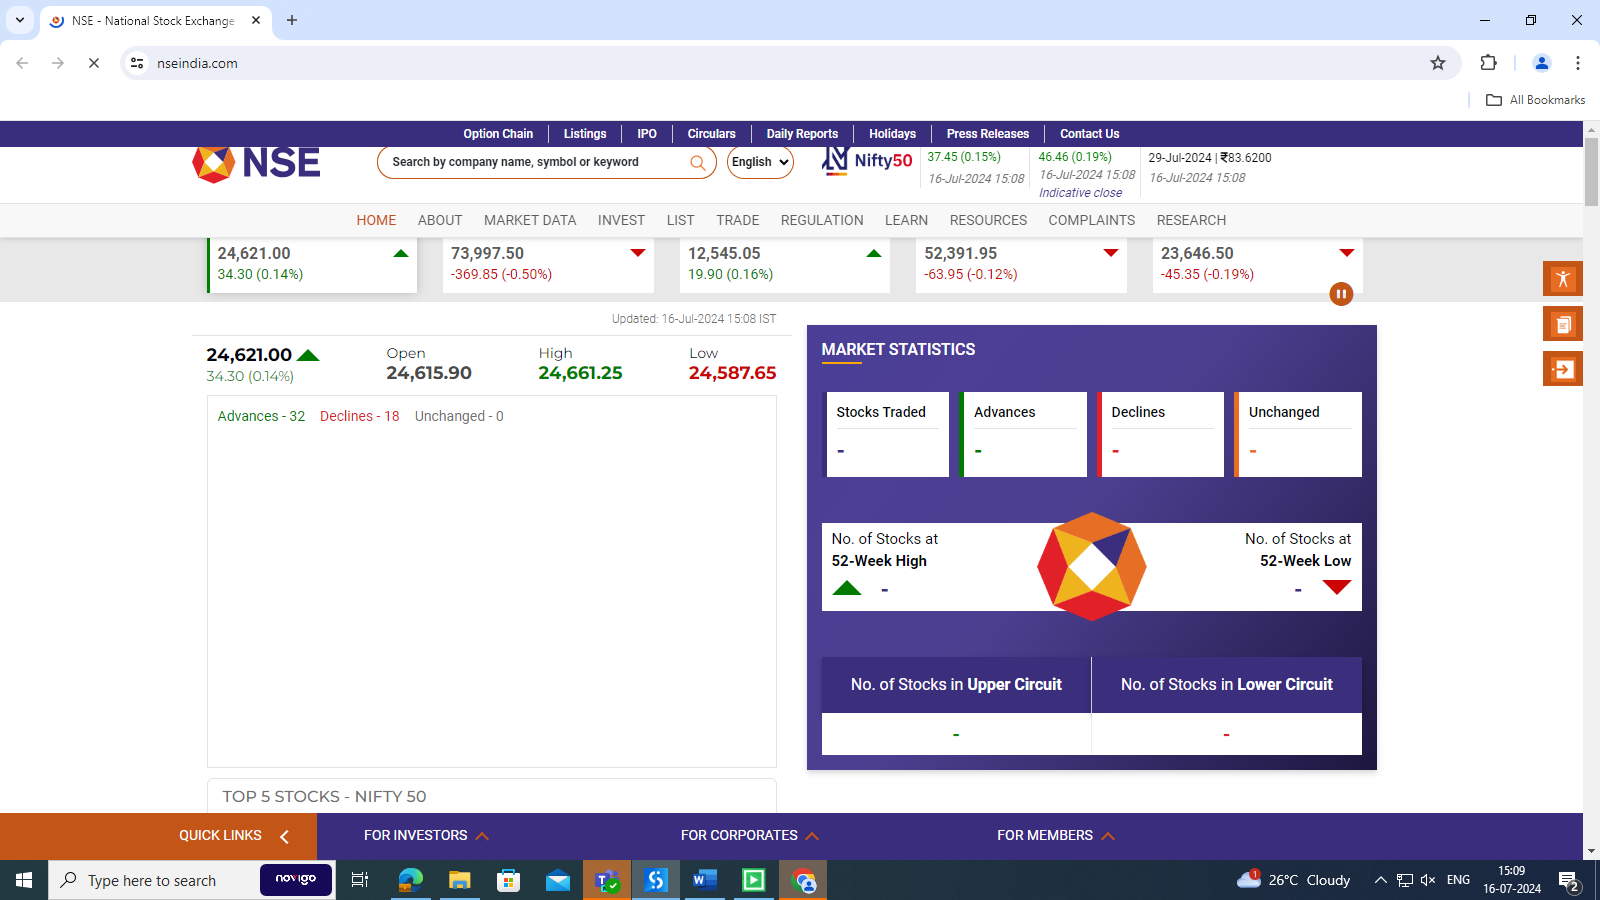 NSE - National Stock Exchange
nseindia.com
All Bookmarks
Option Chain Listings IPO Circulars Daily Reports Holidays Press Releases Contact Us
NSE
Search by company name, symbol or keyword
English
Nifty50
37.45 (0.15%)
16-Jul-2024 15:08
46.46 (0.19%)
16-Jul-2024 15:08
Indicative close
29-Jul-2024 | ₹83.6200
16-Jul-2024 15:08
HOME ABOUT MARKET DATA INVEST LIST TRADE REGULATION LEARN RESOURCES COMPLAINTS RESEARCH
24,621.00
34.30 (0.14%)
73,997.50
-369.85 (-0.50%)
12,545.05
19.90 (0.16%)
52,391.95
-63.95 (-0.12%)
23,646.50
-45.35 (-0.19%)
Updated: 16-Jul-2024 15:08 IST
24,621.00
34.30 (0.14%)
Open
24,615.90
High
24,661.25
Low
24,587.65
Advances - 32 Declines - 18 Unchanged - 0
MARKET STATISTICS
Stocks Traded
-
Advances
-
Declines
-
Unchanged
-
No. of Stocks at
52-Week High
-
No. of Stocks at
52-Week Low
-
No. of Stocks in Upper Circuit
-
No. of Stocks in Lower Circuit
-
TOP 5 STOCKS - NIFTY 50
QUICK LINKS FOR INVESTORS FOR CORPORATES FOR MEMBERS
Type here to search
novigo
1
26°C Cloudy
ENG
15:09
16-07-2024
2